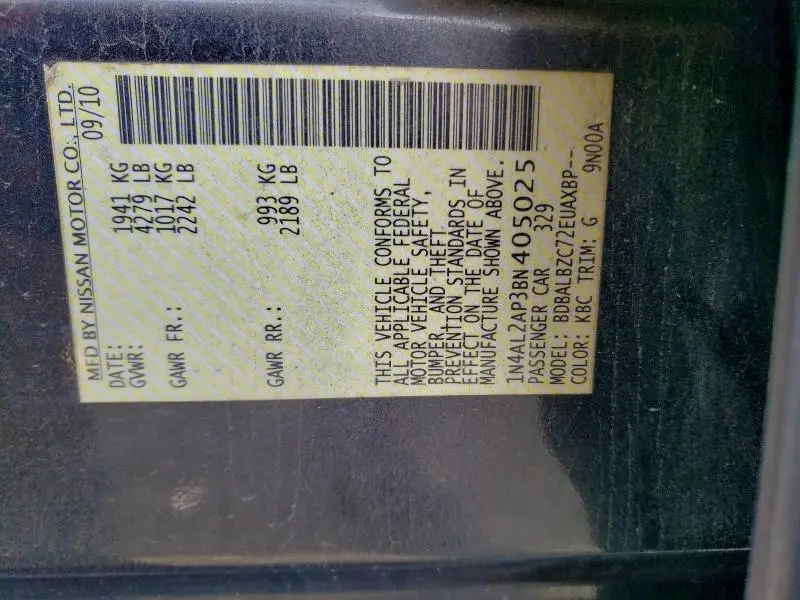 MFD BY NISSAN MOTOR CO., LTD.
DATE: 09/10
GVWR: 1941 KG
4279 LB
GAWR FR.: 1017 KG
2242 LB
GAWR RR.: 993 KG
2189 LB
THIS VEHICLE CONFORMS TO
ALL APPLICABLE FEDERAL
MOTOR VEHICLE SAFETY,
BUMPER, AND THEFT
PREVENTION STANDARDS IN
EFFECT ON THE DATE OF
MANUFACTURE SHOWN ABOVE.
1N4AL2AP3BN405025
PASSENGER CAR 329
MODEL: BDBALBZC72EUAXBP--
COLOR: KBC TRIM: G 9N00A